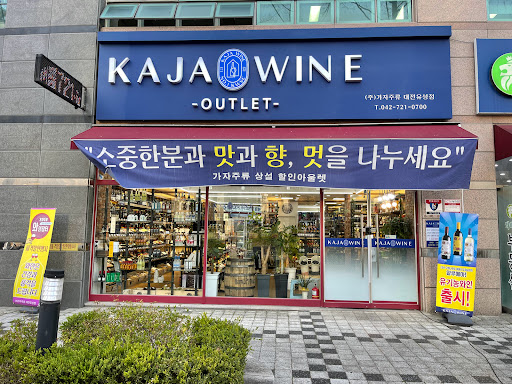 KAJA WINE
-OUTLET-
(주)가자주류 대전유성점
T.042-721-0700
"소중한분과 맛과 향, 멋을 나누세요"
가자주류 상설 할인아울렛
KAJA WINE
KAJA WINE
유기농와인
출시!